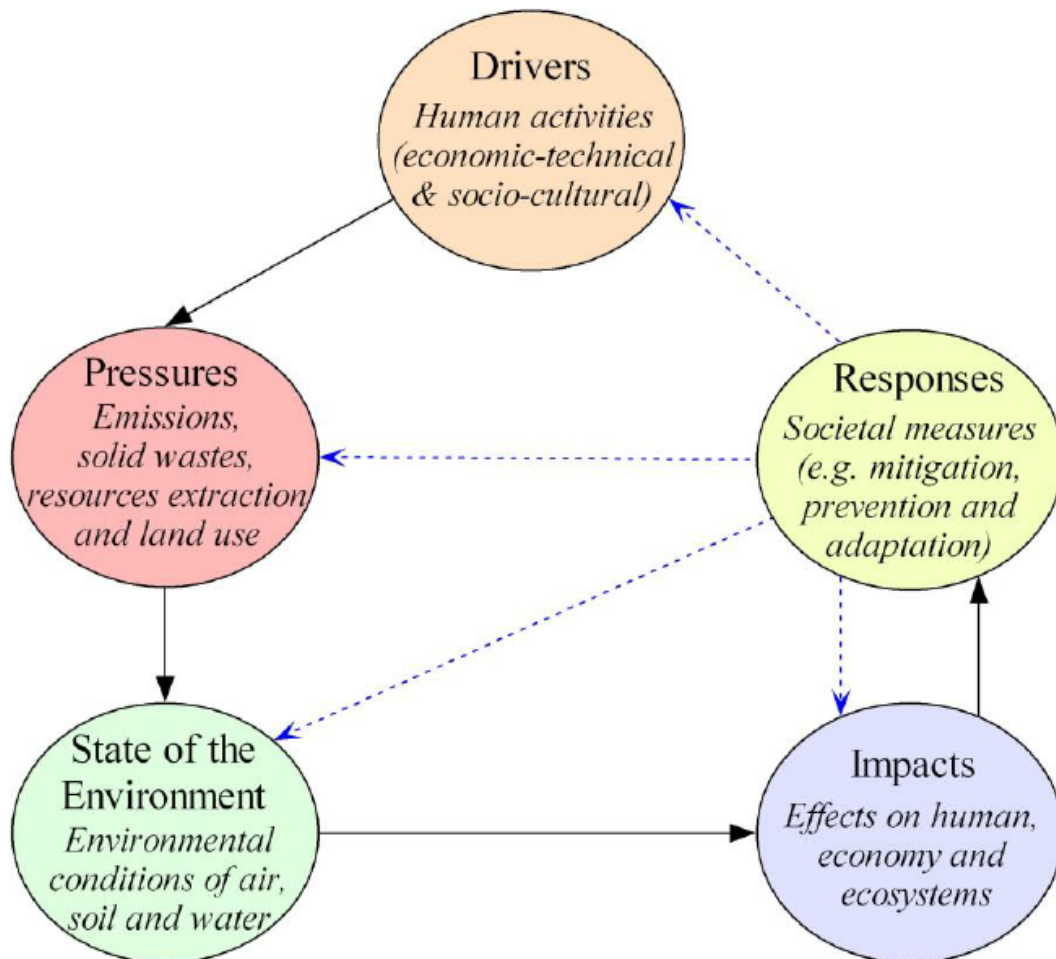 Drivers
Human activities
(economic-technical
& socio-cultural)
Pressures
Emissions,
solid wastes,
resources extraction
and land use
Responses
Societal measures
(e.g. mitigation,
prevention and
adaptation)
State of the
Environment
Environmental
conditions of air,
soil and water
Impacts
Effects on human,
economy and
ecosystems